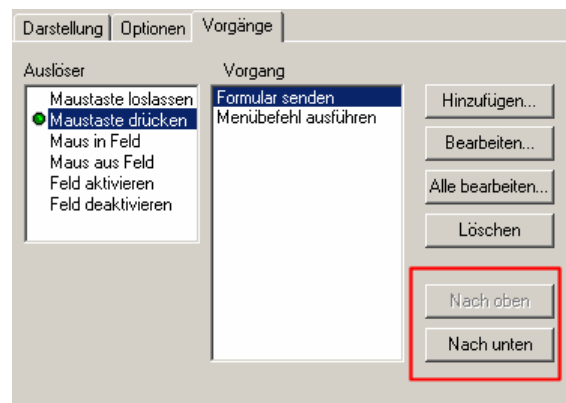 Darstellung Optionen Vorgänge
Auslöser
Vorgang
Maustaste loslassen
Maustaste drücken
Maus in Feld
Maus aus Feld
Feld aktivieren
Feld deaktivieren
Formular senden
Menübefehl ausführen
Hinzufügen...
Bearbeiten...
Alle bearbeiten...
Löschen
Nach oben
Nach unten